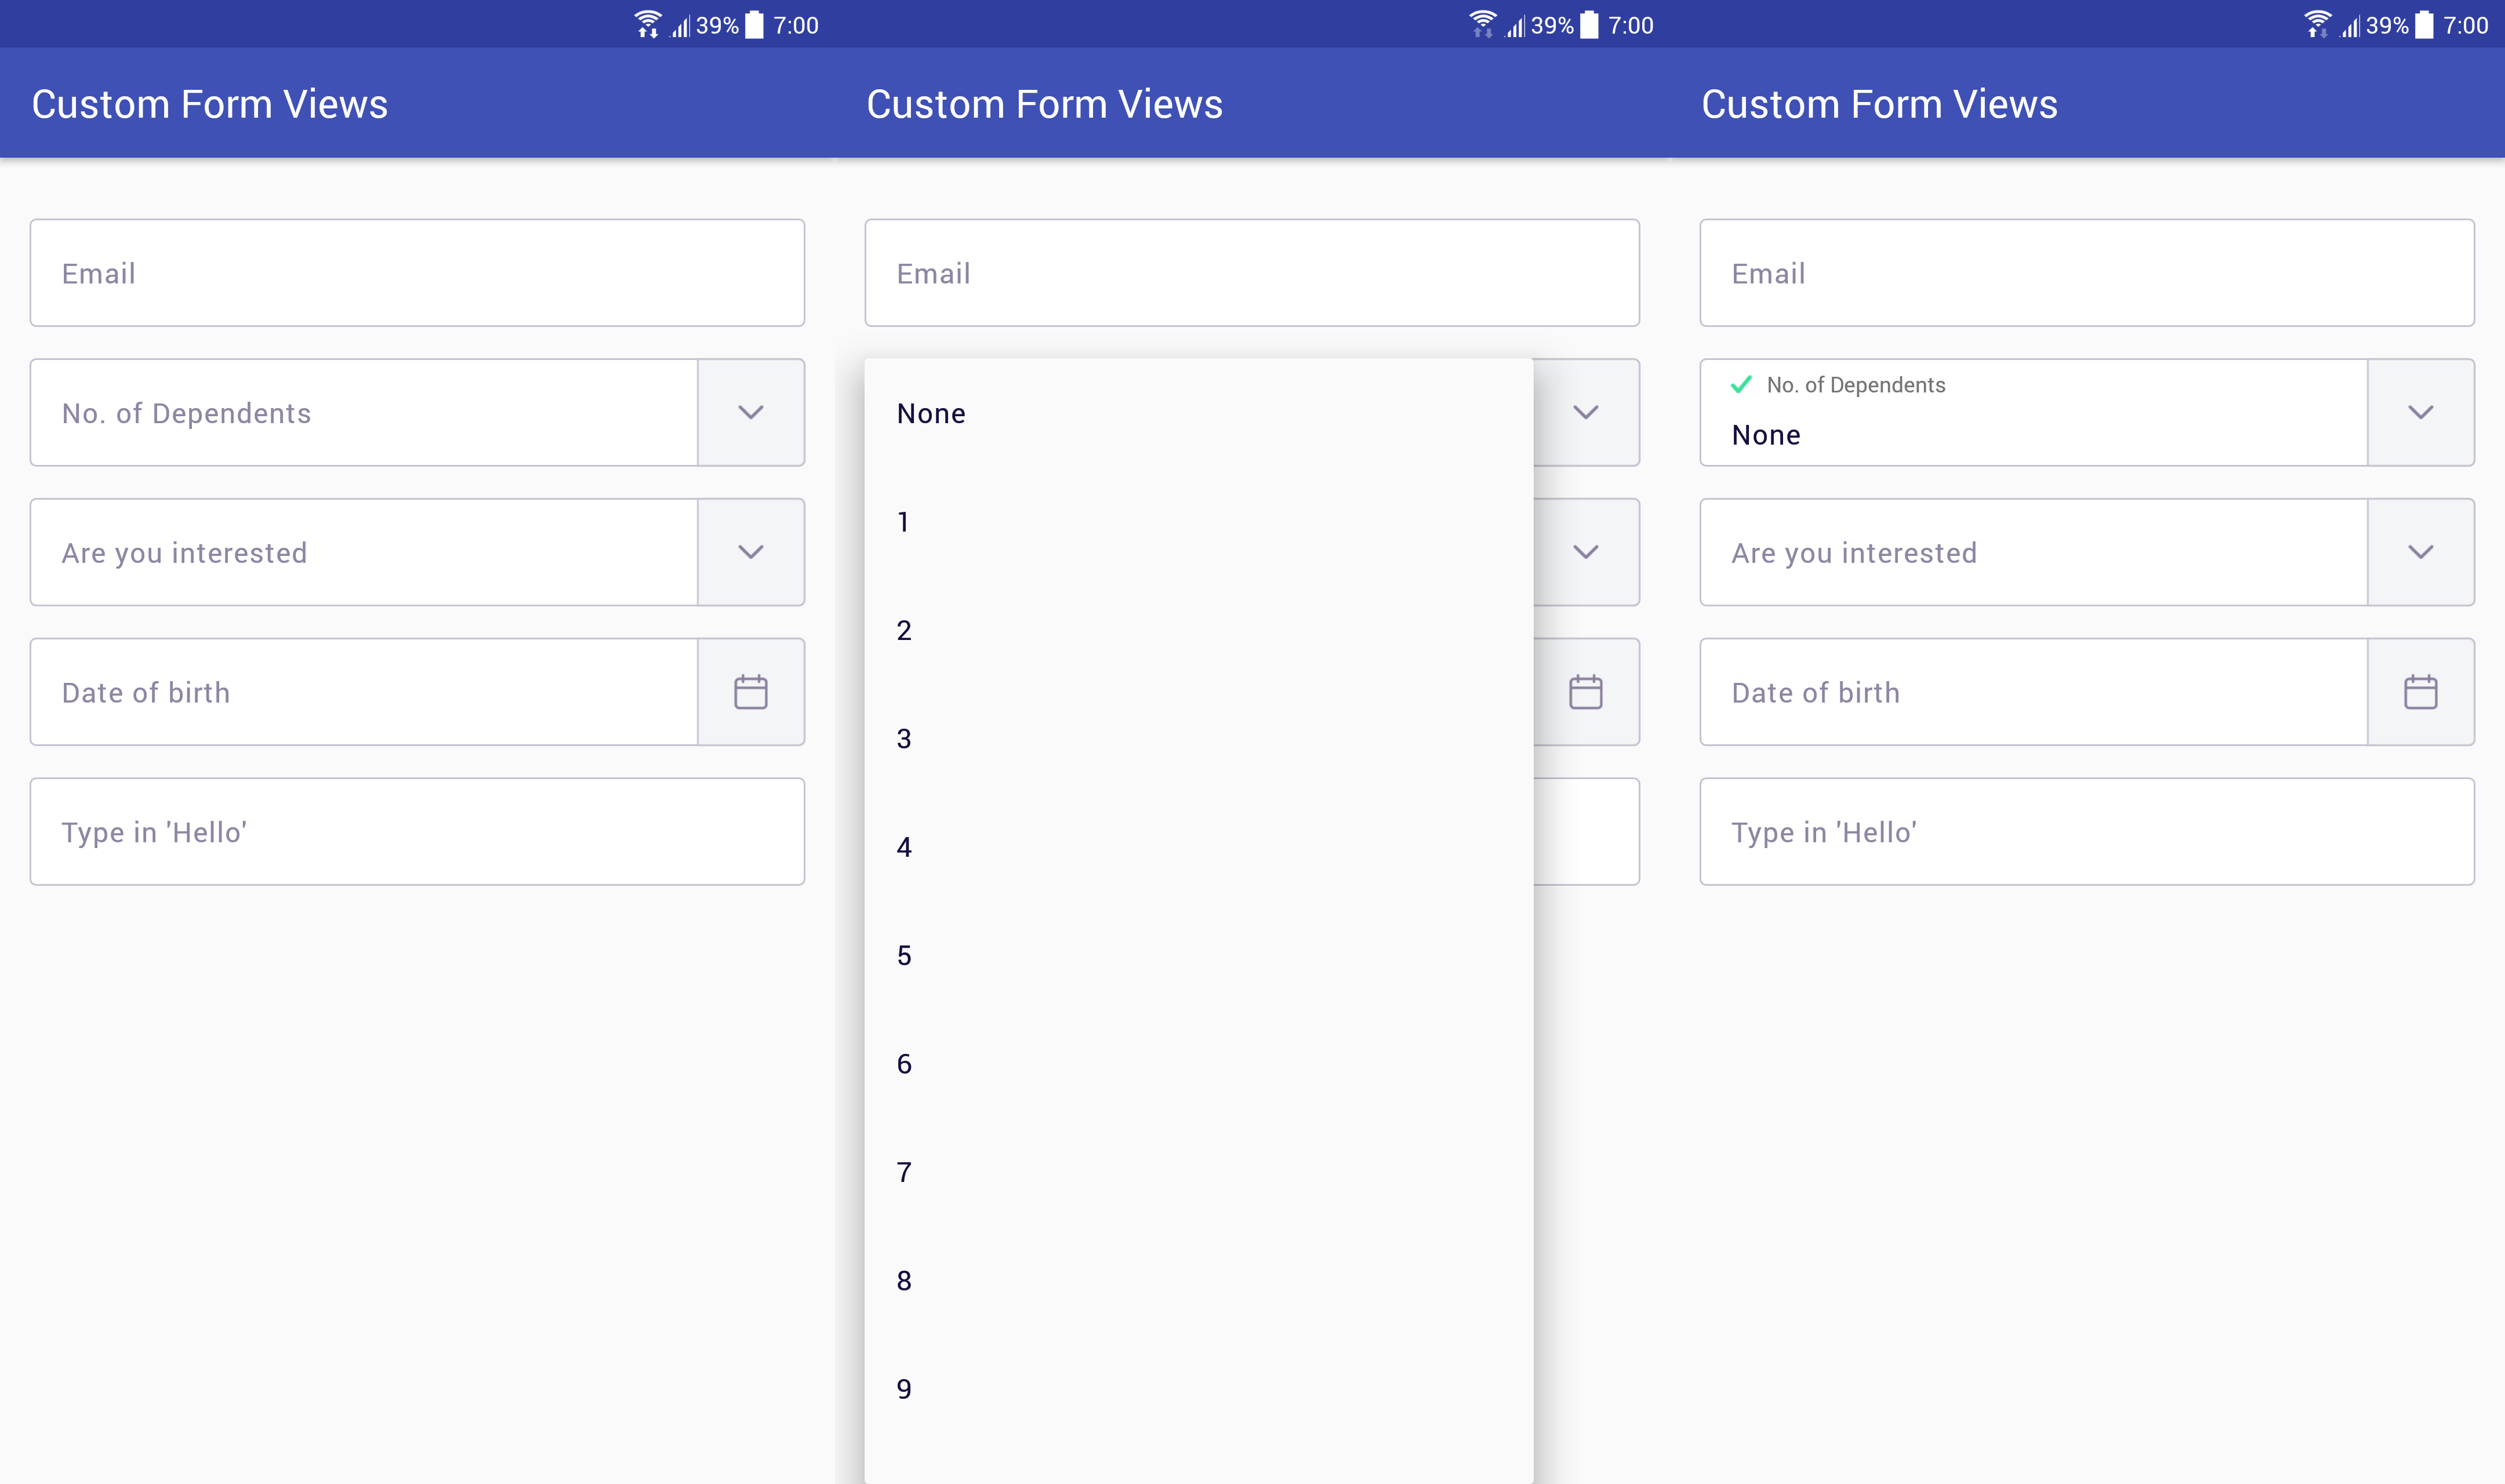 39% 7:00
Custom Form Views
Email
No. of Dependents
Are you interested
Date of birth
Type in 'Hello'
39% 7:00
Custom Form Views
Email
None
1
2
3
4
5
6
7
8
9
39% 7:00
Custom Form Views
Email
No. of Dependents
None
Are you interested
Date of birth
Type in 'Hello'